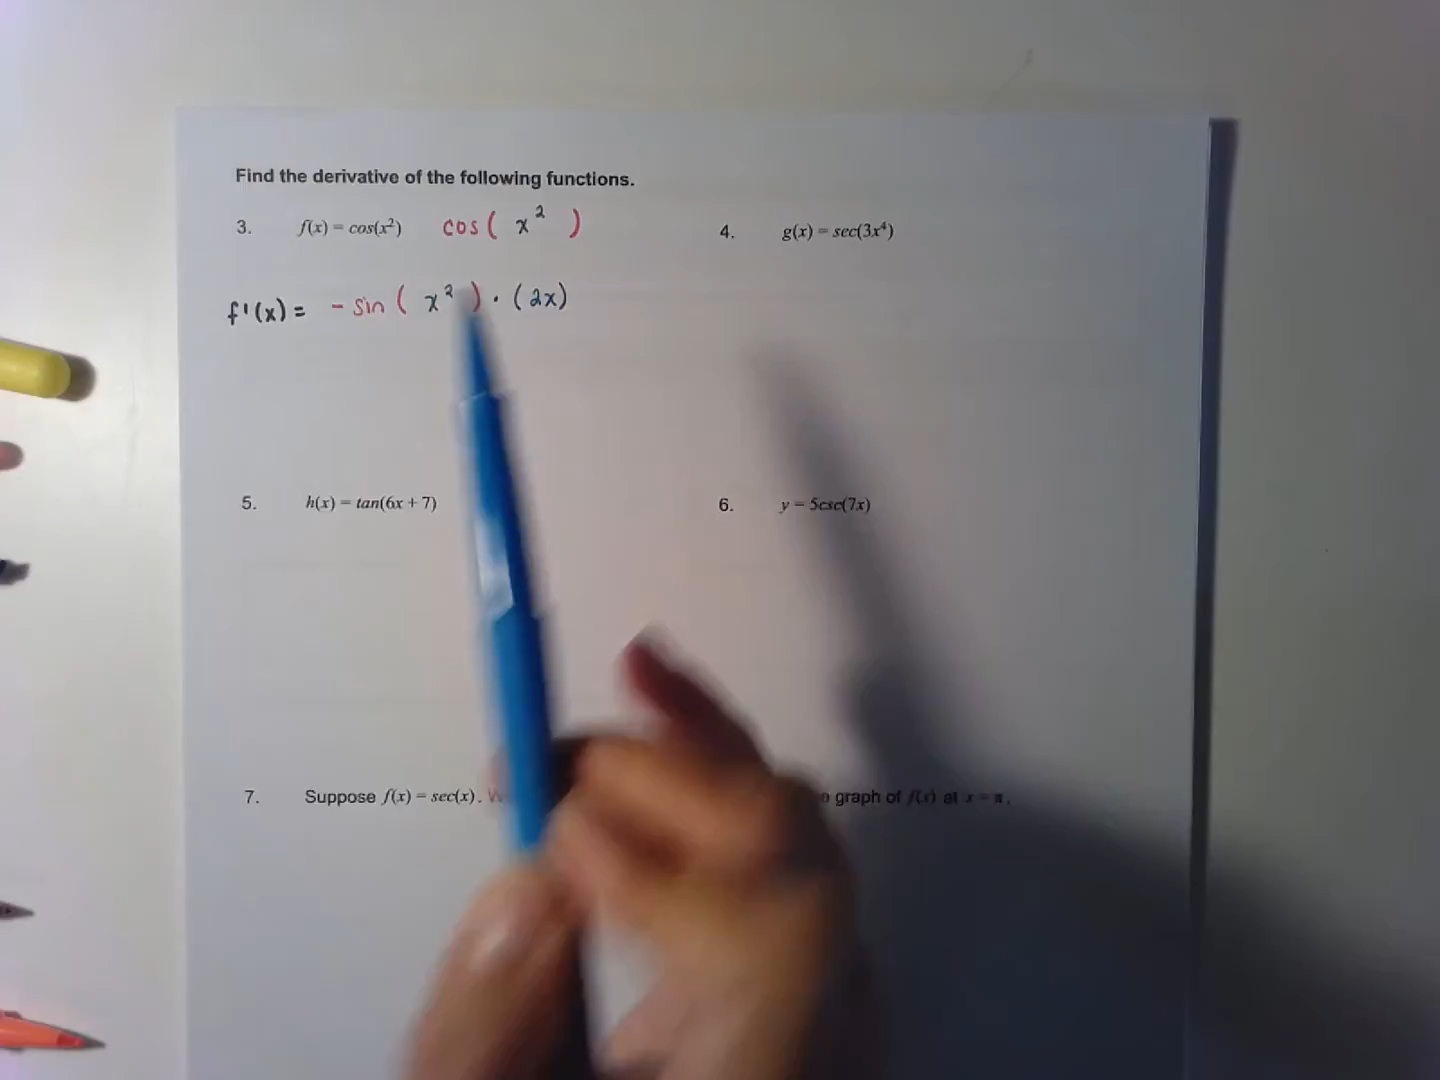 Find the derivative of the following functions.
3. f(x) = cos(x²) cos( x² )
4. g(x) = sec(3x⁴)
f'(x) = - sin ( x² ) · (2x)
5. h(x) = tan(6x + 7)
6. y = 5csc(7x)
7. Suppose f(x) = sec(x). graph of f(x) at x = π.